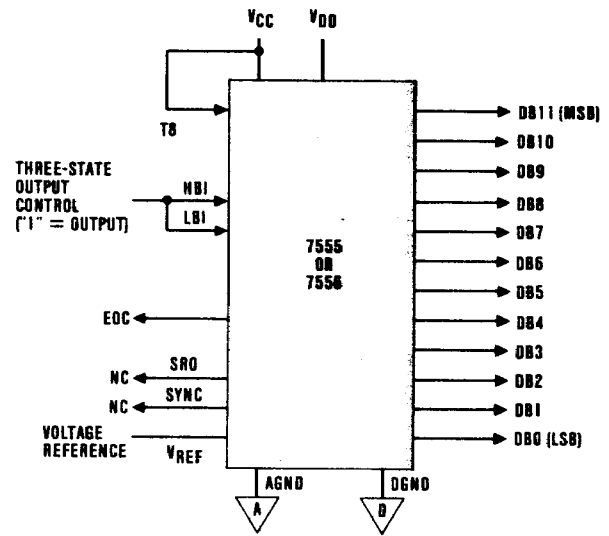 VCC
VDD
T8
DB11 (MSB)
DB10
DB9
DB8
DB7
DB6
DB5
DB4
DB3
DB2
DB1
DB0 (LSB)
THREE-STATE
OUTPUT
CONTROL
("1" = OUTPUT)
HBI
LBI
7555
OR
7556
EOC
NC
SRO
NC
SYNC
VOLTAGE
REFERENCE
VREF
AGND
DGND
A
D